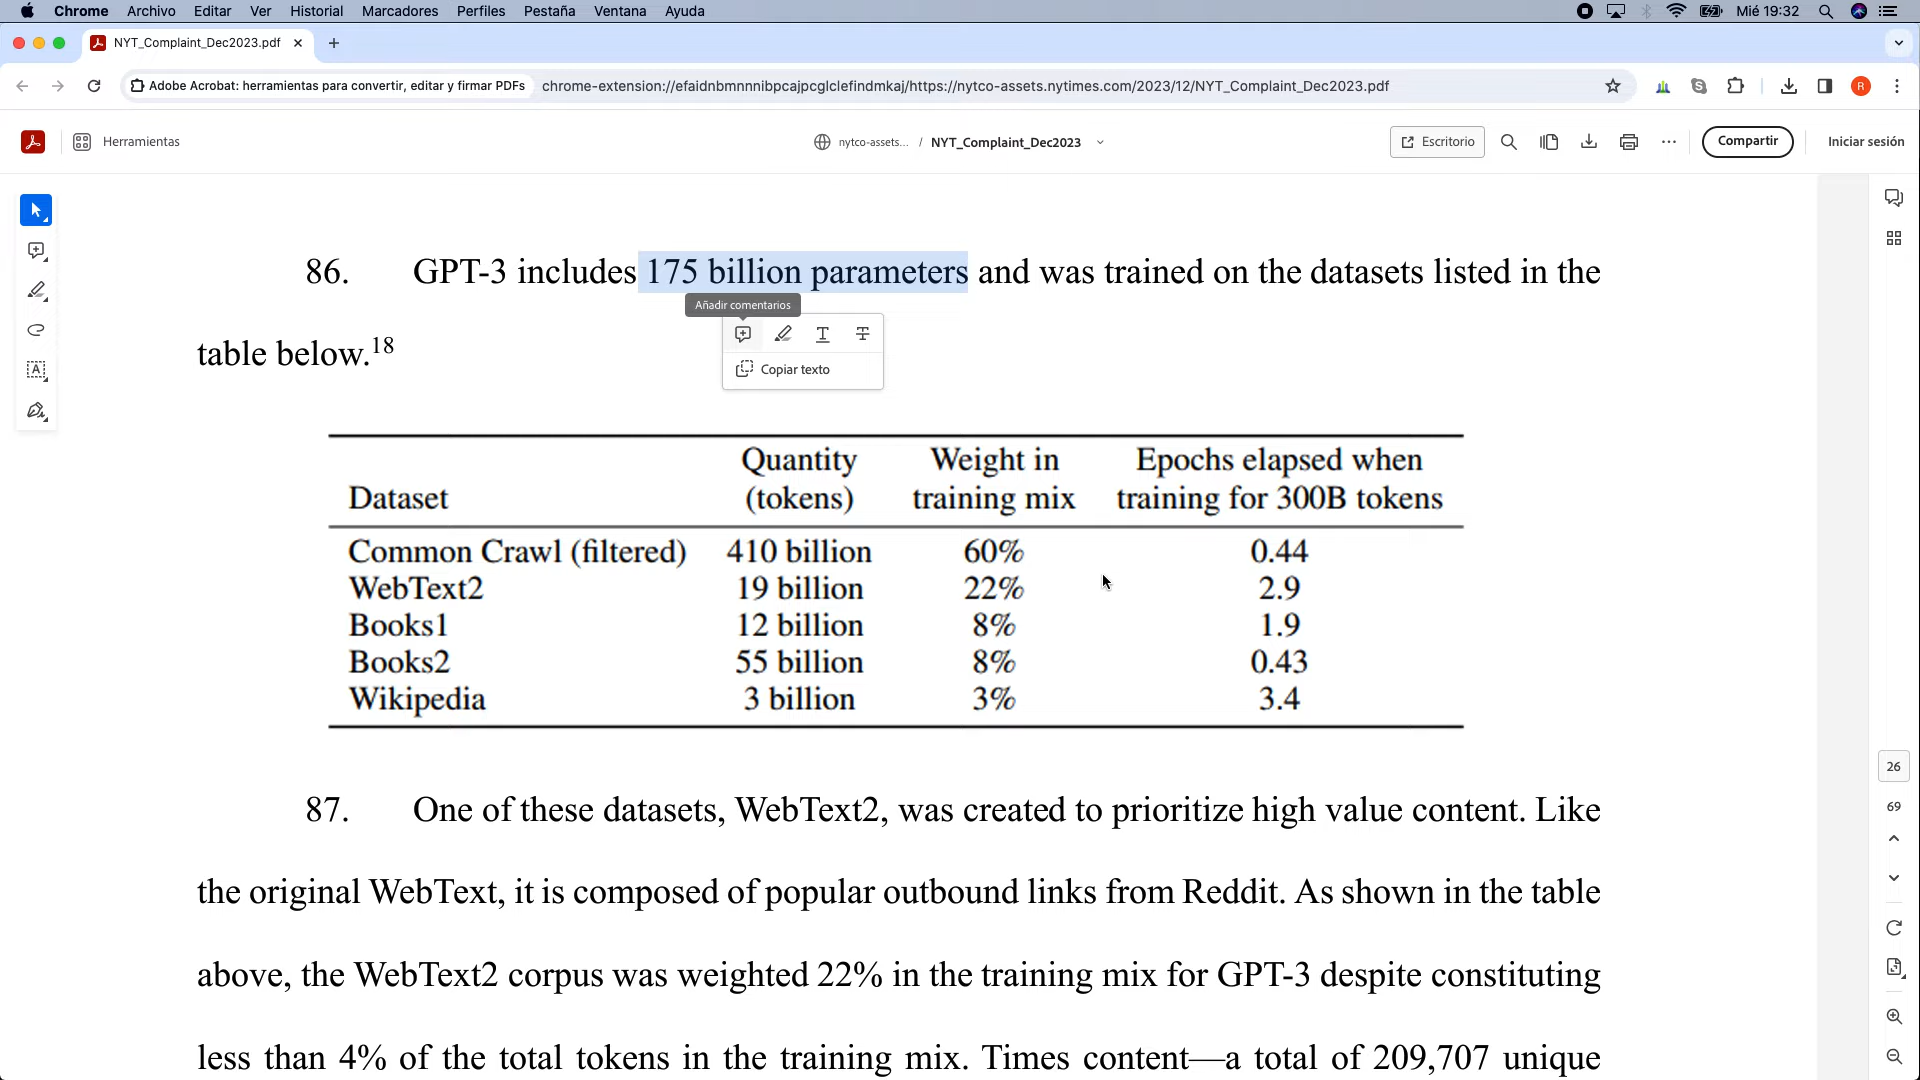 Chrome Archivo Editar Ver Historial Marcadores Perfiles Pestaña Ventana Ayuda Mié 19:32
NYT_Complaint_Dec2023.pdf
Adobe Acrobat: herramientas para convertir, editar y firmar PDFs chrome-extension://efaidnbmnnnibpcajpcglclefindmkaj/https://nytco-assets.nytimes.com/2023/12/NYT_Complaint_Dec2023.pdf R
Herramientas nytco-assets... / NYT_Complaint_Dec2023 Escritorio Compartir Iniciar sesión
86. GPT-3 includes 175 billion parameters and was trained on the datasets listed in the
Añadir comentarios
table below.18
Copiar texto
Dataset Quantity (tokens) Weight in training mix Epochs elapsed when training for 300B tokens
Common Crawl (filtered) 410 billion 60% 0.44
WebText2 19 billion 22% 2.9
Books1 12 billion 8% 1.9
Books2 55 billion 8% 0.43
Wikipedia 3 billion 3% 3.4
26
69
87. One of these datasets, WebText2, was created to prioritize high value content. Like
the original WebText, it is composed of popular outbound links from Reddit. As shown in the table
above, the WebText2 corpus was weighted 22% in the training mix for GPT-3 despite constituting
less than 4% of the total tokens in the training mix. Times content—a total of 209,707 unique